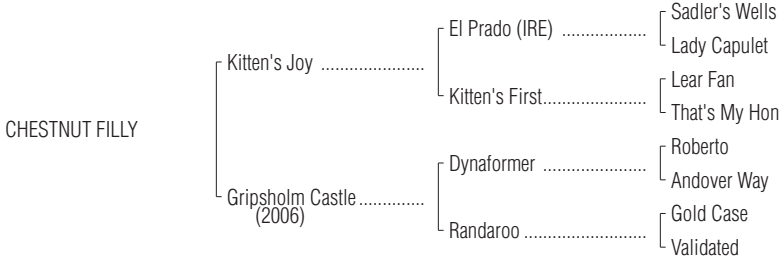 Sadler's Wells
El Prado (IRE) ..................
Lady Capulet
Kitten's Joy ......................
Lear Fan
Kitten's First......................
That's My Hon
CHESTNUT FILLY
Roberto
Dynaformer ......................
Andover Way
Gripsholm Castle..............
(2006)
Gold Case
Randaroo ..........................
Validated